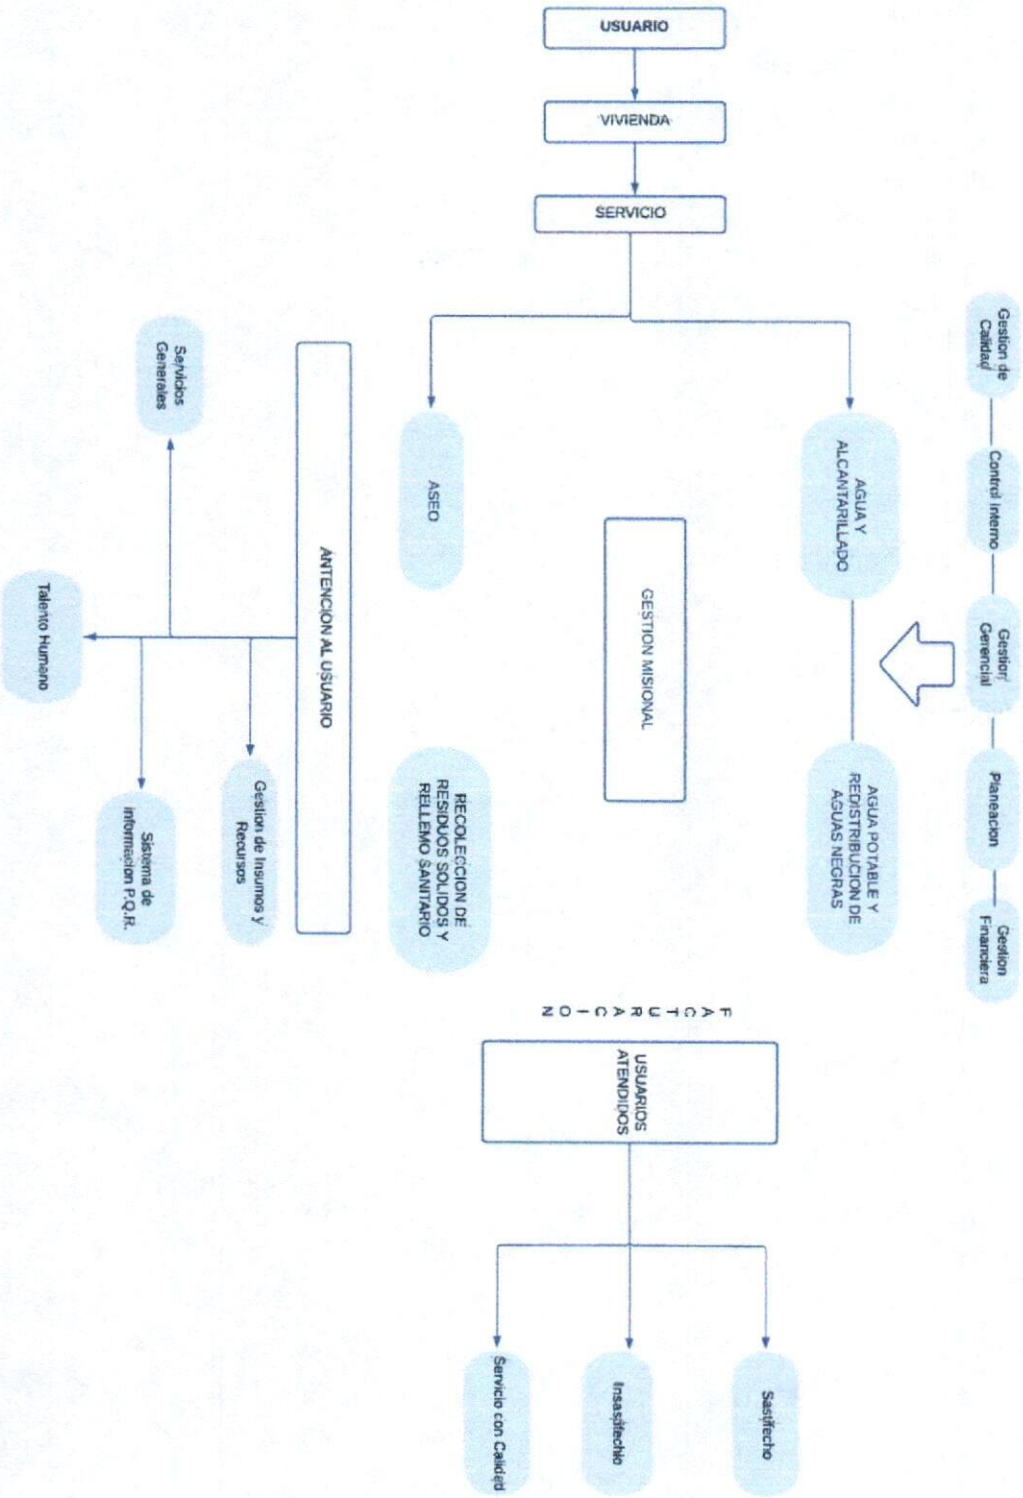 USUARIO
VIVIENDA
SERVICIO
Gestion de
Calidad
Control Interno
Gestion
Gerencial
Planeacion
Gestion
Financiera
AGUA Y
ALCANTARILLADO
AGUA POTABLE Y
REDISTRIBUCION DE
AGUAS NEGRAS
GESTION MISIONAL
ASEO
RECOLECCION DE
RESIDUOS SOLIDOS Y
RELLEMO SANITARIO
ANTENCION AL USUARIO
Servicios
Generales
Talento Humano
Gestion de Insumos y
Recursos
Sistema de
informacion P.Q.R.
FACTURACION
USUARIOS
ATENDIDOS
Sastifecho
Insastifechio
Servicio con Calidad